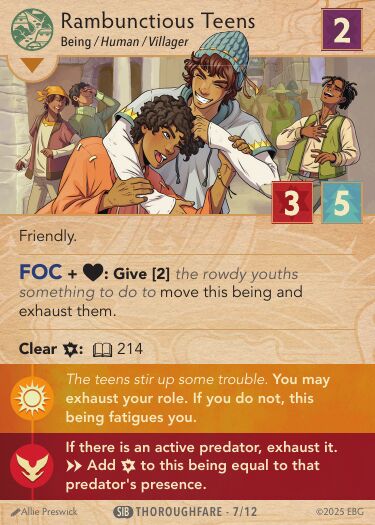 Rambunctious Teens
2
Being / Human / Villager
3 5
Friendly.
FOC + : Give [2] the rowdy youths
something to do to move this being and
exhaust them.
Clear : 214
The teens stir up some trouble. You may
exhaust your role. If you do not, this
being fatigues you.
If there is an active predator, exhaust it.
Add to this being equal to that
predator's presence.
Allie Preswick SIB THOROUGHFARE - 7/12 ©2025 EBG